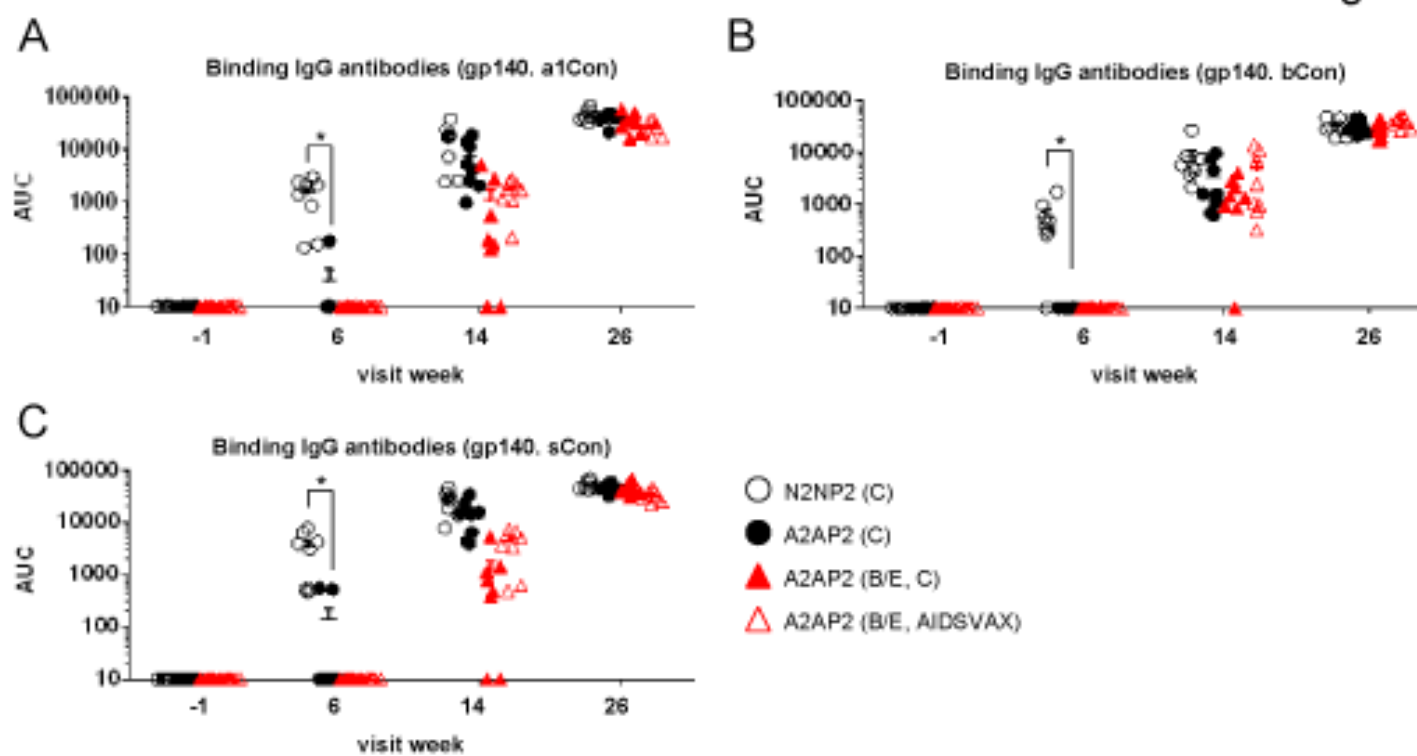 g
A
B
Binding IgG antibodies (gp140. a1Con)
Binding IgG antibodies (gp140. bCon)
100000
10000
1000
100
10
AUC
*
-1 6 14 26
visit week
100000
10000
1000
100
10
AUC
*
-1 6 14 26
visit week
C
Binding IgG antibodies (gp140. sCon)
100000
10000
1000
100
10
AUC
*
-1 6 14 26
visit week
N2NP2 (C)
A2AP2 (C)
A2AP2 (B/E, C)
A2AP2 (B/E, AIDSVAX)